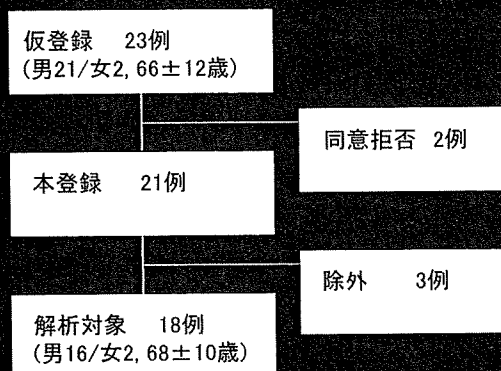 仮登録 23例
(男21/女2, 66±12歳)
同意拒否 2例
本登録 21例
除外 3例
解析対象 18例
(男16/女2, 68±10歳)